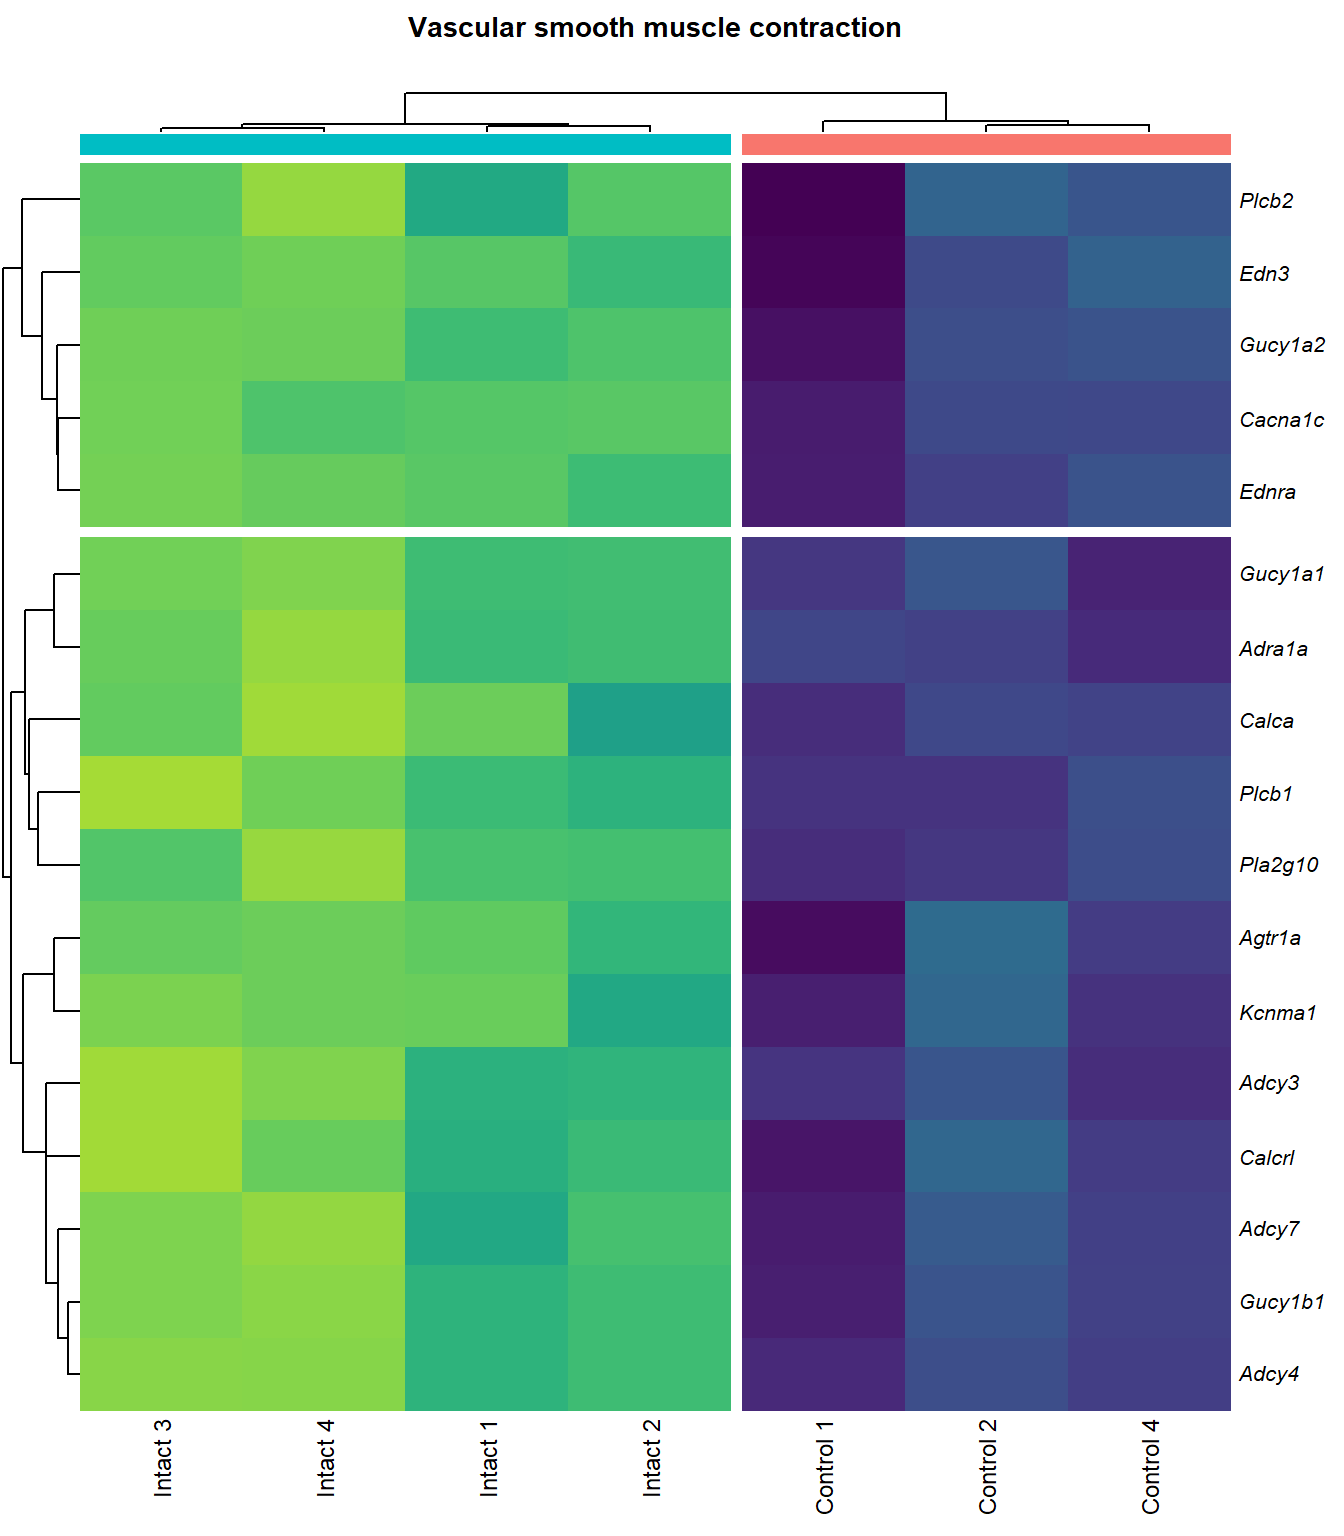 Vascular smooth muscle contraction
Plcb2
Edn3
Gucy1a2
Cacna1c
Ednra
Gucy1a1
Adra1a
Calca
Plcb1
Pla2g10
Agtr1a
Kcnma1
Adcy3
Calcrl
Adcy7
Gucy1b1
Adcy4
Intact 3
Intact 4
Intact 1
Intact 2
Control 1
Control 2
Control 4